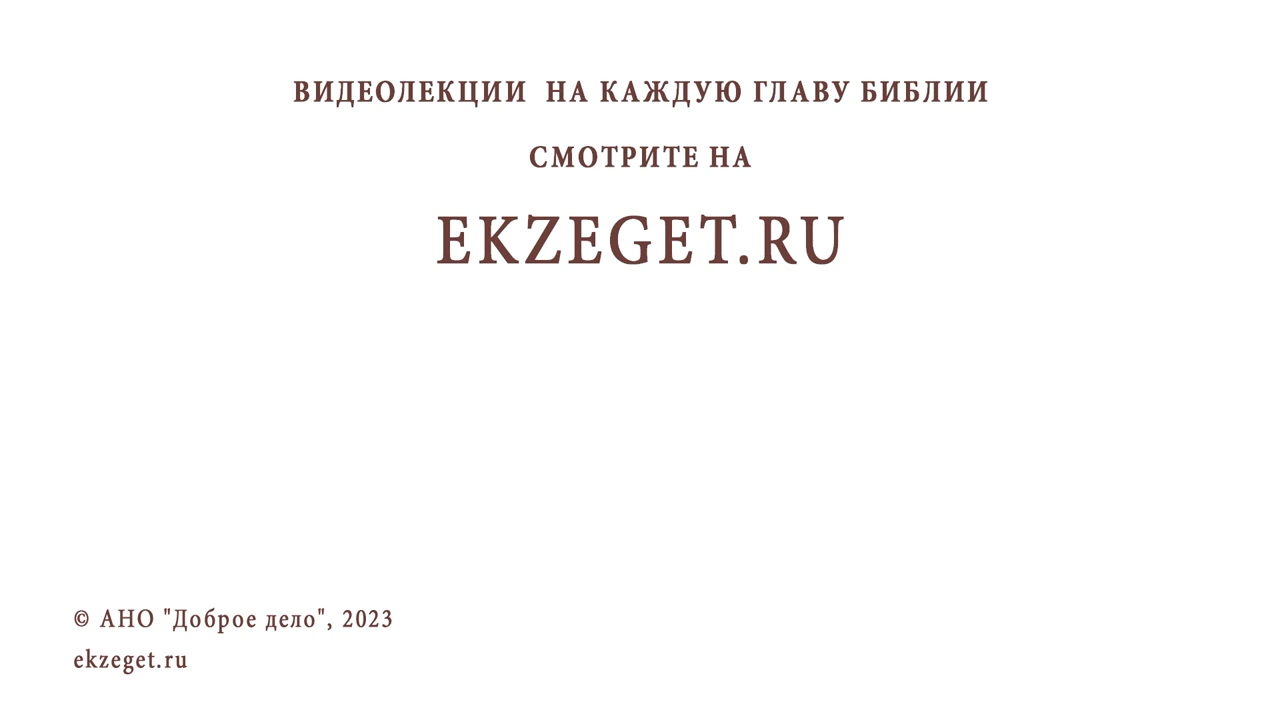 ВИДЕОЛЕКЦИИ НА КАЖДУЮ ГЛАВУ БИБЛИИ
СМОТРИТЕ НА
EKZEGET.RU
© АНО "Доброе дело", 2023
ekzeget.ru